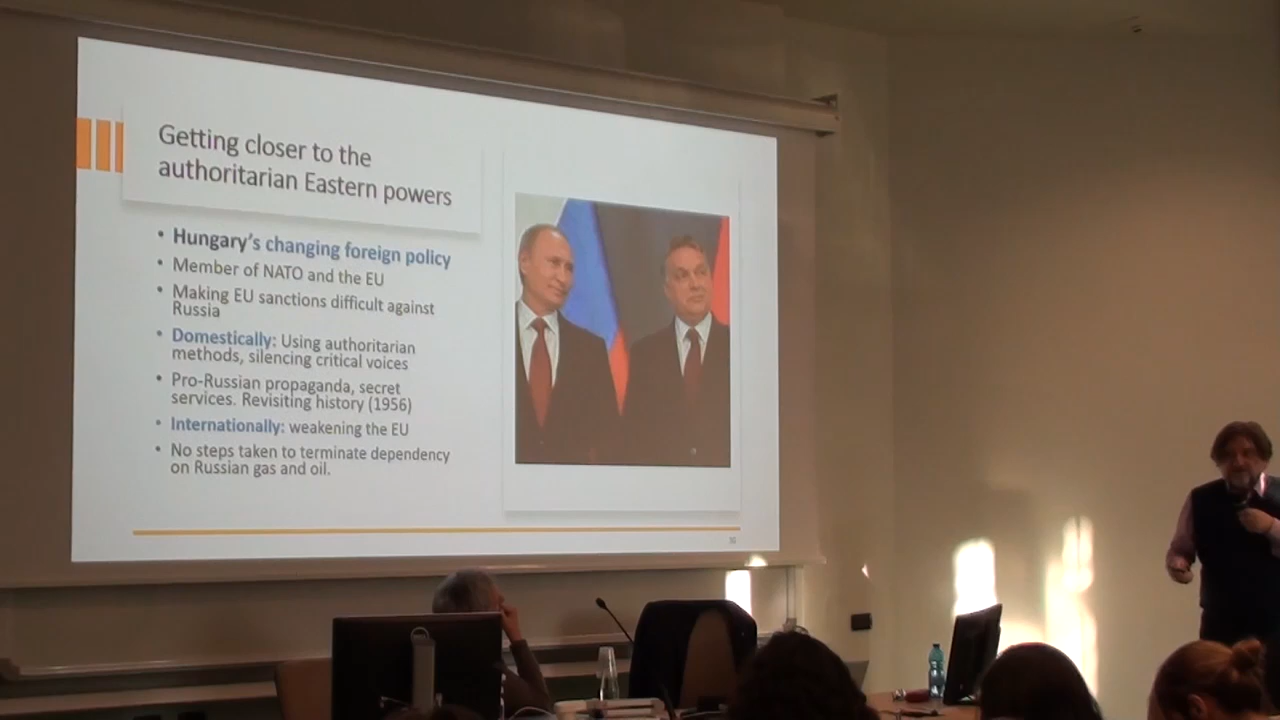 Getting closer to the
authoritarian Eastern powers
• Hungary's changing foreign policy
• Member of NATO and the EU
• Making EU sanctions difficult against
Russia
• Domestically: Using authoritarian
methods, silencing critical voices
• Pro-Russian propaganda, secret
services. Revisiting history (1956)
• Internationally: weakening the EU
• No steps taken to terminate dependency
on Russian gas and oil.